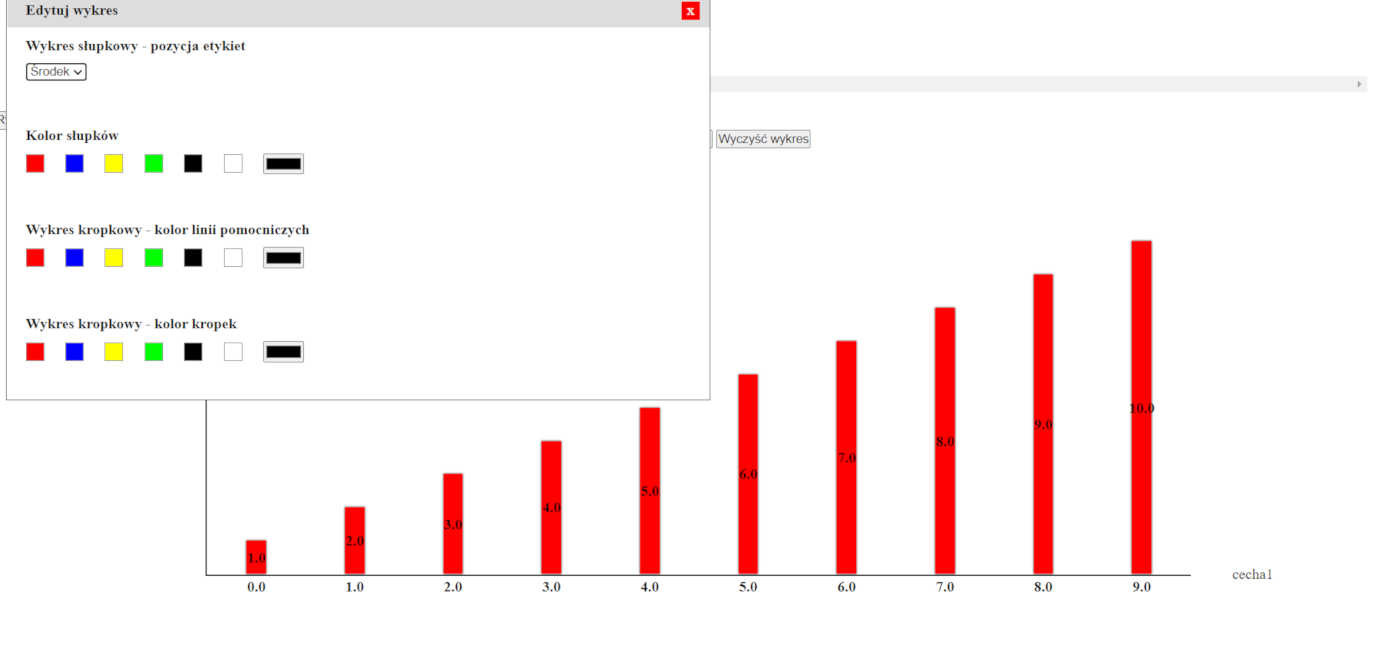 Edytuj wykres x
Wykres słupkowy - pozycja etykiet
Środek
Wyczyść wykres
Kolor słupków
Wykres kropkowy - kolor linii pomocniczych
Wykres kropkowy - kolor kropek
1.0 2.0 3.0 4.0 5.0 6.0 7.0 8.0 9.0 10.0
0.0 1.0 2.0 3.0 4.0 5.0 6.0 7.0 8.0 9.0
cecha1